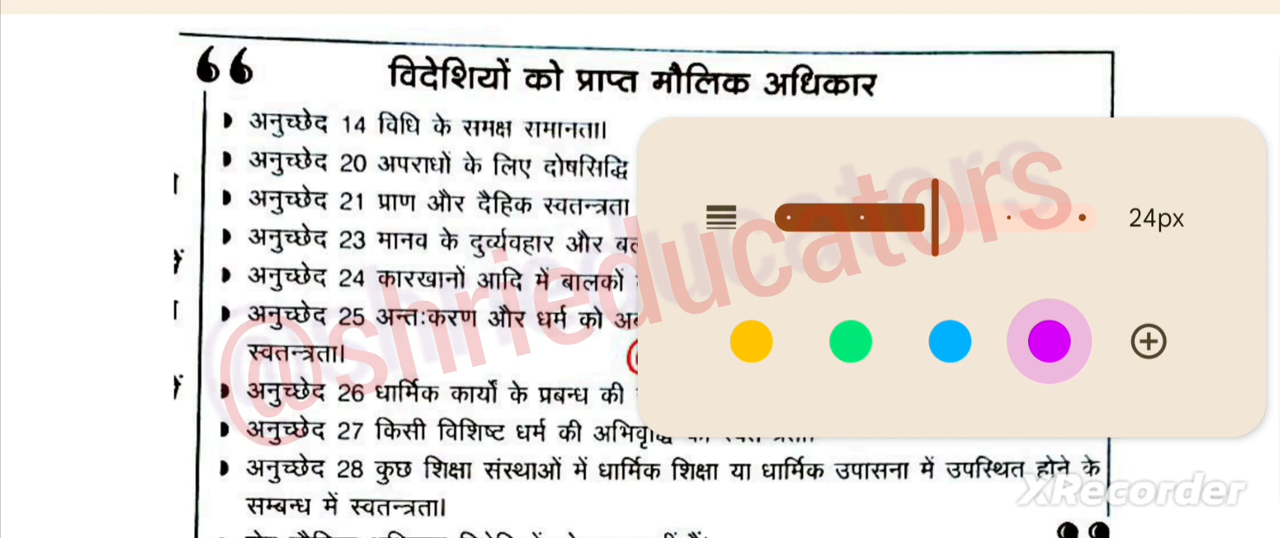 विदेशियों को प्राप्त मौलिक अधिकार
अनुच्छेद 14 विधि के समक्ष समानता।
अनुच्छेद 20 अपराधों के लिए दोषसिद्धि
अनुच्छेद 21 प्राण और दैहिक स्वतन्त्रता
अनुच्छेद 23 मानव के दुर्व्यवहार और
अनुच्छेद 24 कारखानों आदि में बालकों
अनुच्छेद 25 अन्तःकरण और धर्म को
स्वतन्त्रता।
अनुच्छेद 26 धार्मिक कार्यों के प्रबन्ध की
अनुच्छेद 27 किसी विशिष्ट धर्म की अभिवृद्धि
अनुच्छेद 28 कुछ शिक्षा संस्थाओं में धार्मिक शिक्षा या धार्मिक उपासना में उपस्थित होने के
सम्बन्ध में स्वतन्त्रता।
24px
@shrieducators
XRecorder